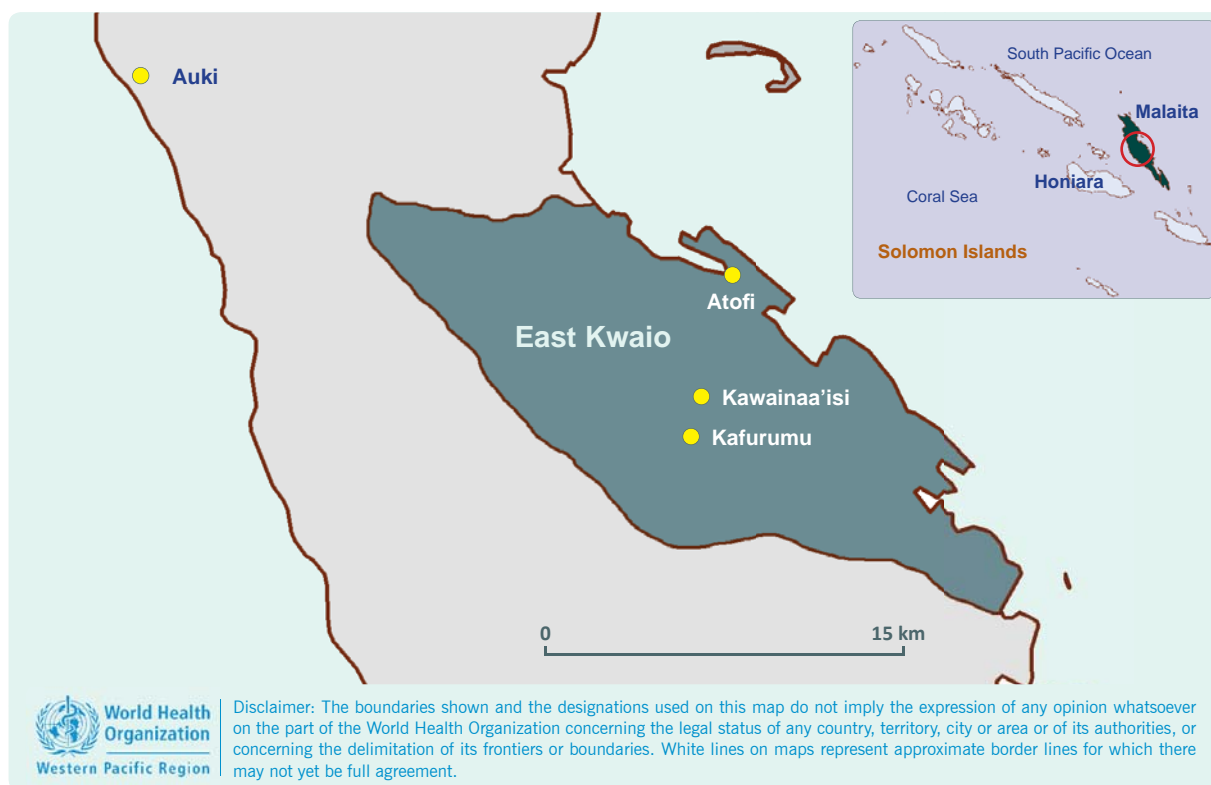 Auki
South Pacific Ocean
Malaita
Honiara
Coral Sea
Solomon Islands
Atofi
East Kwaio
Kawainaa'isi
Kafurumu
0
15 km
World Health
Organization
Western Pacific Region
Disclaimer: The boundaries shown and the designations used on this map do not imply the expression of any opinion whatsoever
on the part of the World Health Organization concerning the legal status of any country, territory, city or area or of its authorities, or
concerning the delimitation of its frontiers or boundaries. White lines on maps represent approximate border lines for which there
may not yet be full agreement.